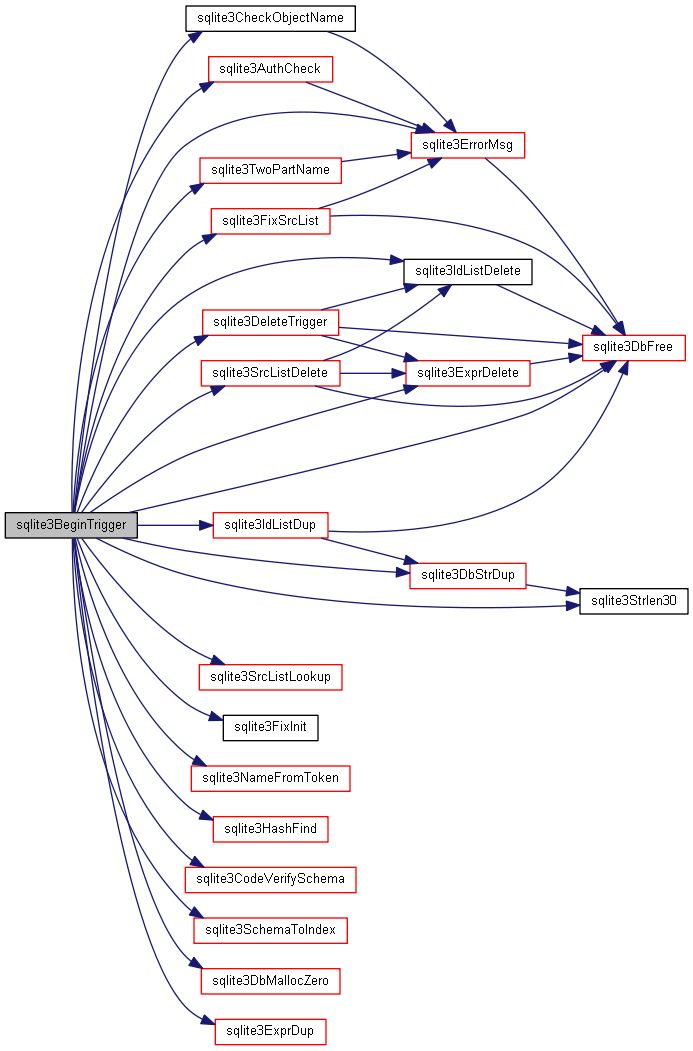 sqlite3CheckObjectName
sqlite3AuthCheck
sqlite3ErrorMsg
sqlite3TwoPartName
sqlite3FixSrcList
sqlite3IdListDelete
sqlite3DeleteTrigger
sqlite3DbFree
sqlite3SrcListDelete
sqlite3ExprDelete
sqlite3BeginTrigger
sqlite3IdListDup
sqlite3DbStrDup
sqlite3Strlen30
sqlite3SrcListLookup
sqlite3FixInit
sqlite3NameFromToken
sqlite3HashFind
sqlite3CodeVerifySchema
sqlite3SchemaToIndex
sqlite3DbMallocZero
sqlite3ExprDup